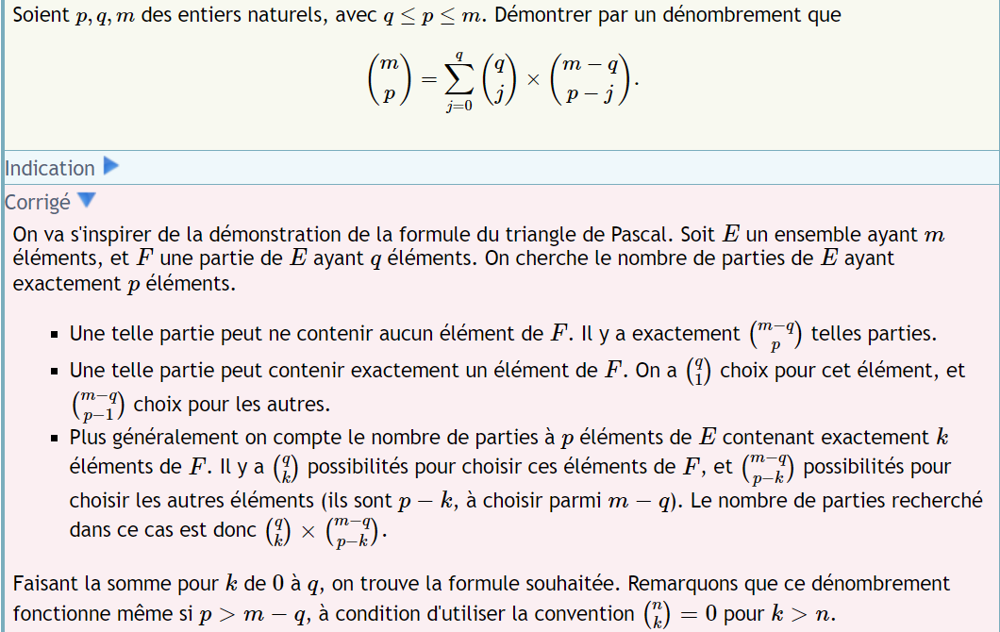 Soient p, q, m des entiers naturels, avec q ≤ p ≤ m. Démontrer par un dénombrement que
$$\binom{m}{p} = \sum_{j=0}^{q} \binom{q}{j} \times \binom{m-q}{p-j}.$$
Indication
Corrigé
On va s'inspirer de la démonstration de la formule du triangle de Pascal. Soit E un ensemble ayant m
éléments, et F une partie de E ayant q éléments. On cherche le nombre de parties de E ayant
exactement p éléments.
▪ Une telle partie peut ne contenir aucun élément de F. Il y a exactement $\binom{m-q}{p}$ telles parties.
▪ Une telle partie peut contenir exactement un élément de F. On a $\binom{q}{1}$ choix pour cet élément, et
$\binom{m-q}{p-1}$ choix pour les autres.
▪ Plus généralement on compte le nombre de parties à p éléments de E contenant exactement k
éléments de F. Il y a $\binom{q}{k}$ possibilités pour choisir ces éléments de F, et $\binom{m-q}{p-k}$ possibilités pour
choisir les autres éléments (ils sont p − k, à choisir parmi m − q). Le nombre de parties recherché
dans ce cas est donc $\binom{q}{k} \times \binom{m-q}{p-k}$.
Faisant la somme pour k de 0 à q, on trouve la formule souhaitée. Remarquons que ce dénombrement
fonctionne même si p > m − q, à condition d'utiliser la convention $\binom{n}{k} = 0$ pour k > n.